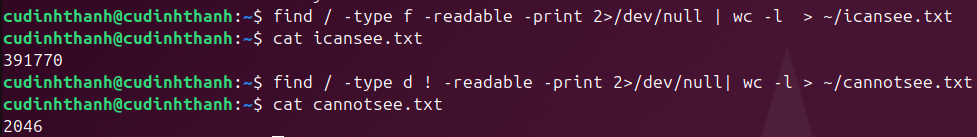 cudinhthanh@cudinhthanh:~$ find / -type f -readable -print 2>/dev/null | wc -l  > ~/icansee.txt
cudinhthanh@cudinhthanh:~$ cat icansee.txt
391770
cudinhthanh@cudinhthanh:~$ find / -type d ! -readable -print 2>/dev/null| wc -l > ~/cannotsee.txt
cudinhthanh@cudinhthanh:~$ cat cannotsee.txt
2046